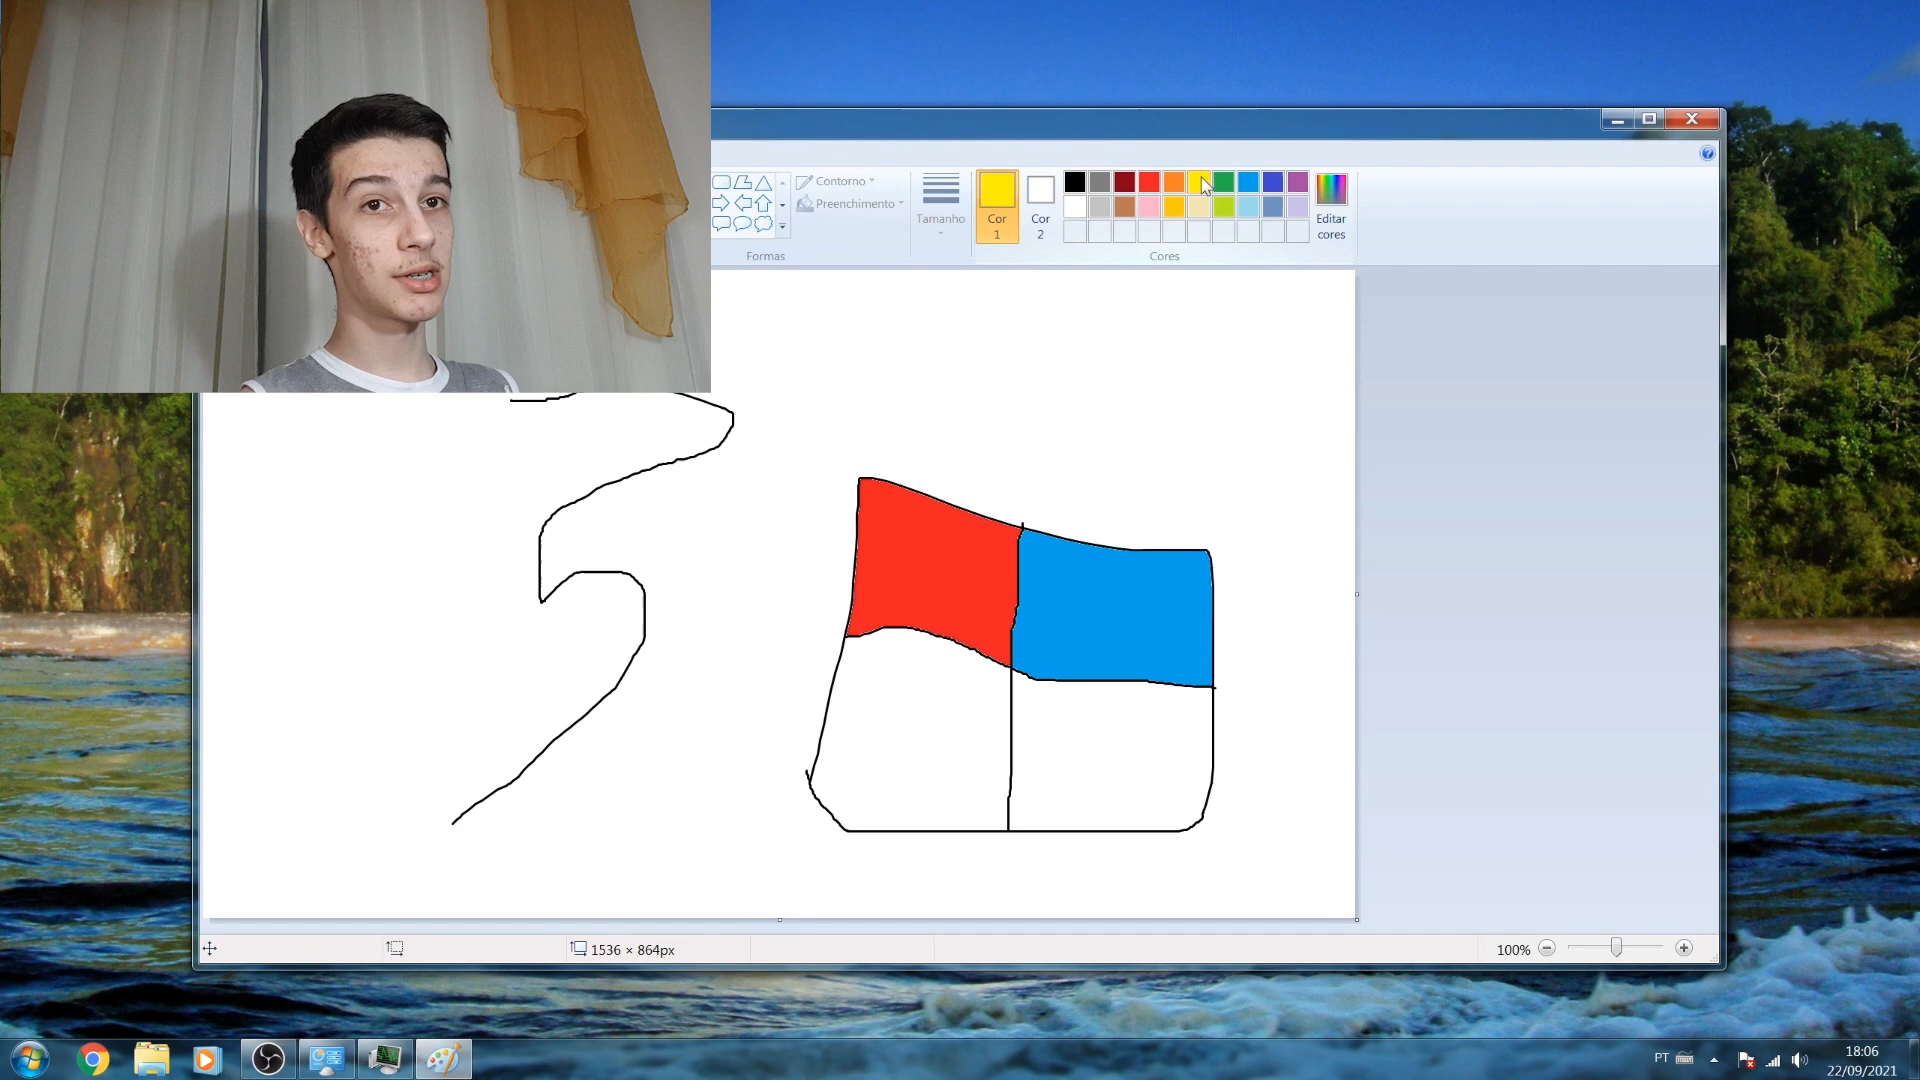 Contorno
Preenchimento
Tamanho
Cor
1
Cor
2
Editar
cores
Formas
Cores
1536 × 864px
100%
PT
18:06
22/09/2021